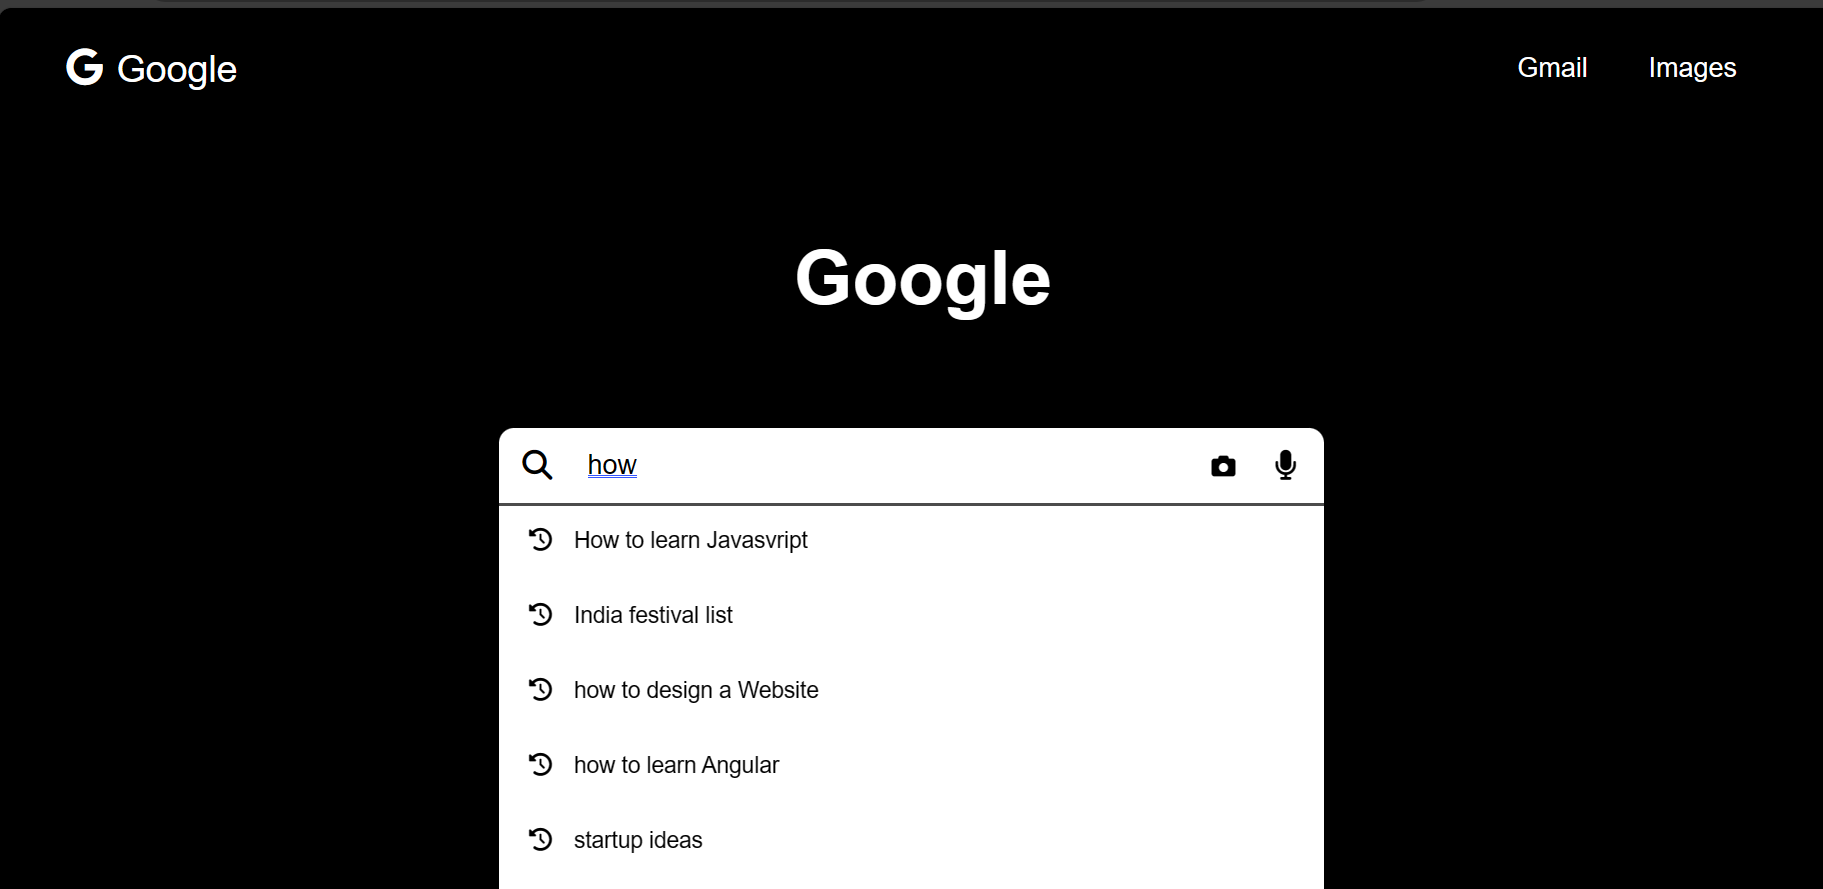 Google
Gmail Images
Google
how
How to learn Javasvript
India festival list
how to design a Website
how to learn Angular
startup ideas